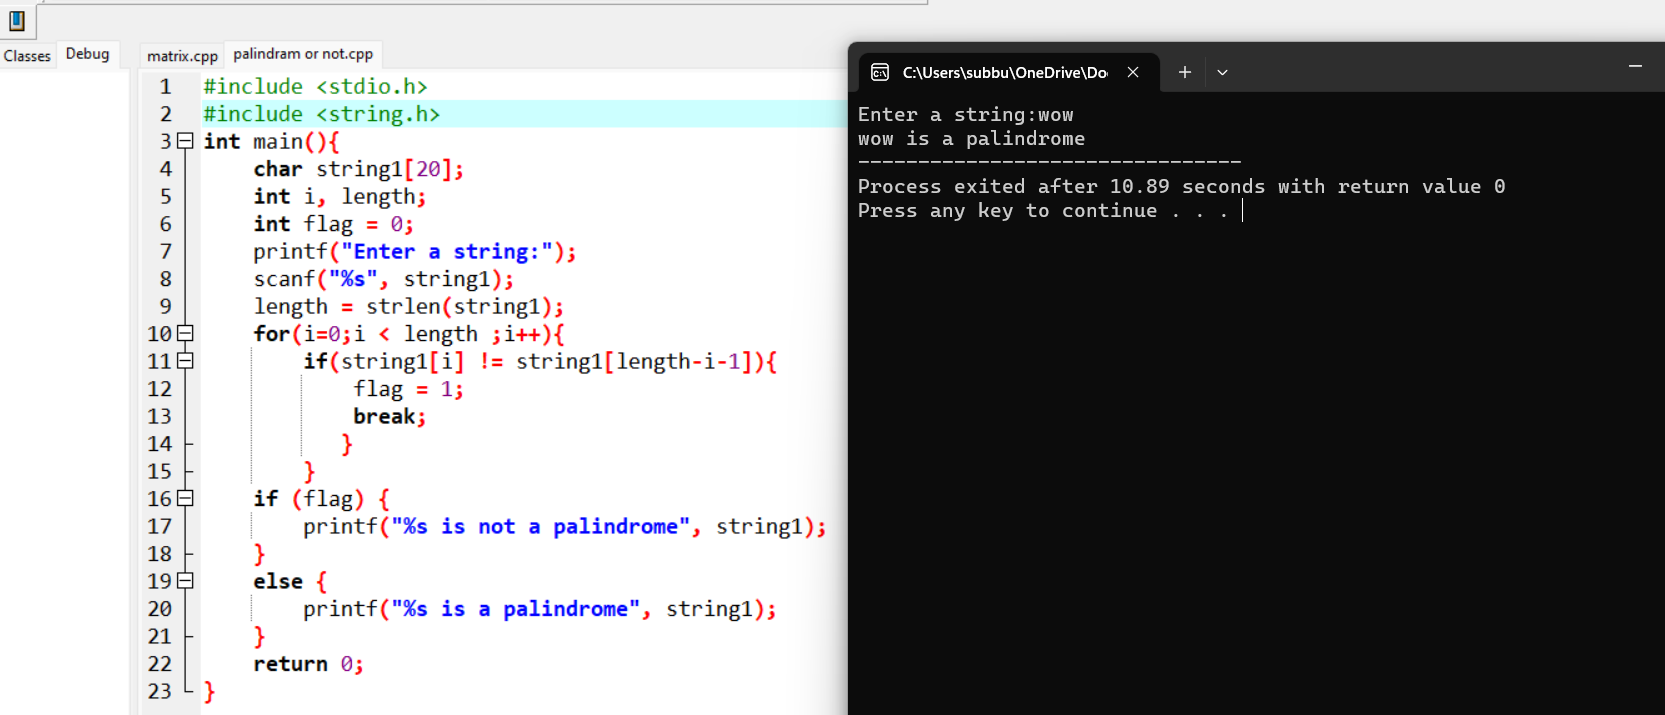 Classes Debug matrix.cpp palindram or not.cpp
1 #include <stdio.h>
2 #include <string.h>
3 int main(){
4 char string1[20];
5 int i, length;
6 int flag = 0;
7 printf("Enter a string:");
8 scanf("%s", string1);
9 length = strlen(string1);
10 for(i=0;i < length ;i++){
11 if(string1[i] != string1[length-i-1]){
12 flag = 1;
13 break;
14 }
15 }
16 if (flag) {
17 printf("%s is not a palindrome", string1);
18 }
19 else {
20 printf("%s is a palindrome", string1);
21 }
22 return 0;
23 }
C:\Users\subbu\OneDrive\Do
Enter a string:wow
wow is a palindrome
--------------------------------
Process exited after 10.89 seconds with return value 0
Press any key to continue . . .